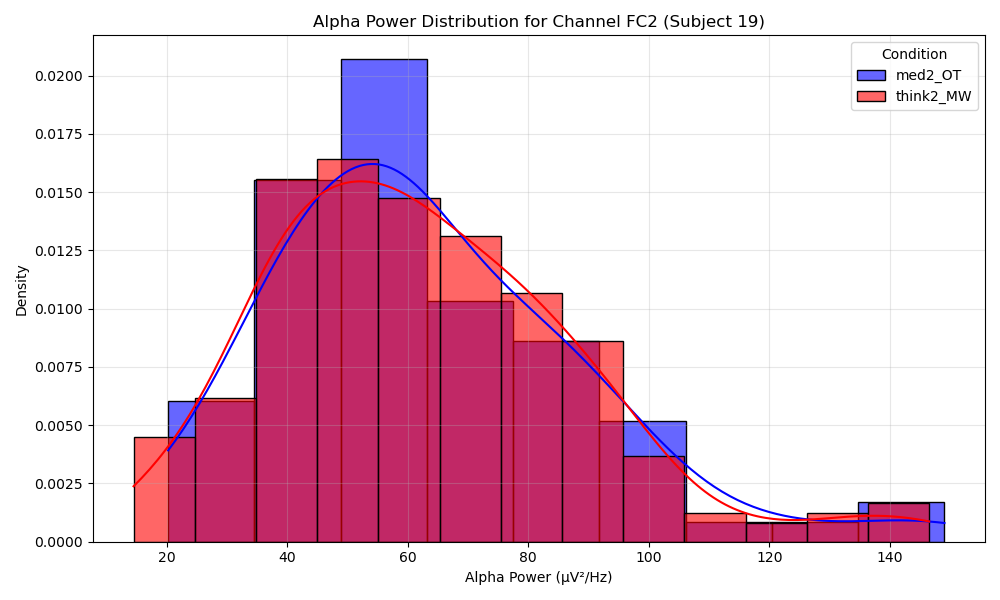 Alpha Power Distribution for Channel FC2 (Subject 19)
Condition
med2_OT
think2_MW
0.0200
0.0175
0.0150
0.0125
0.0100
0.0075
0.0050
0.0025
0.0000
Density
20 40 60 80 100 120 140
Alpha Power (μV²/Hz)